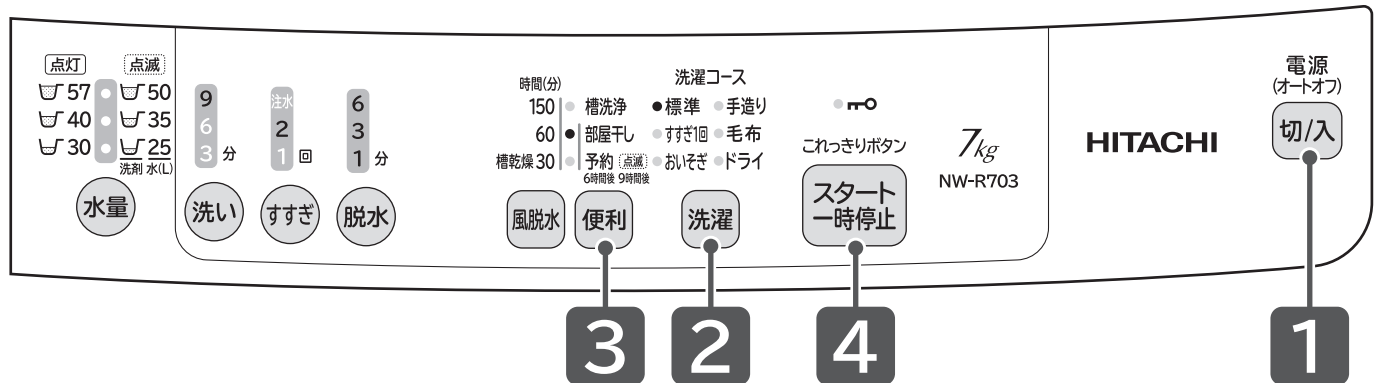 点灯 点滅
57 50
40 35
30 25
洗剤 水(L)
水量
9
6
3 分
洗い
注水
2
1 回
すすぎ
6
3
1 分
脱水
時間(分)
150 槽洗浄
60 部屋干し
槽乾燥 30 予約 点滅
6時間後 9時間後
風脱水
便利
洗濯コース
標準 手造り
すすぎ1回 毛布
おいそぎ ドライ
洗濯
これっきりボタン
スタート
一時停止
7kg
NW-R703
HITACHI
電源
(オートオフ)
切/入
3
2
4
1